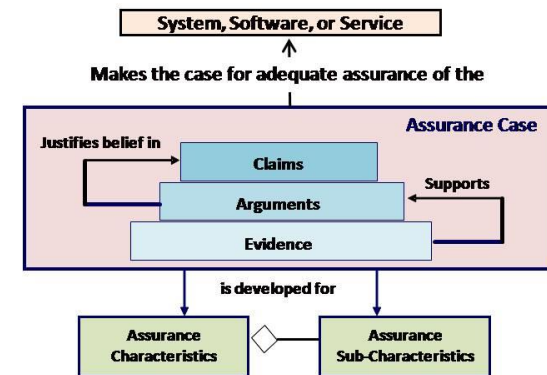 System, Software, or Service
Makes the case for adequate assurance of the
Assurance Case
Justifies belief in
Claims
Supports
Arguments
Evidence
is developed for
Assurance
Characteristics
Assurance
Sub-Characteristics